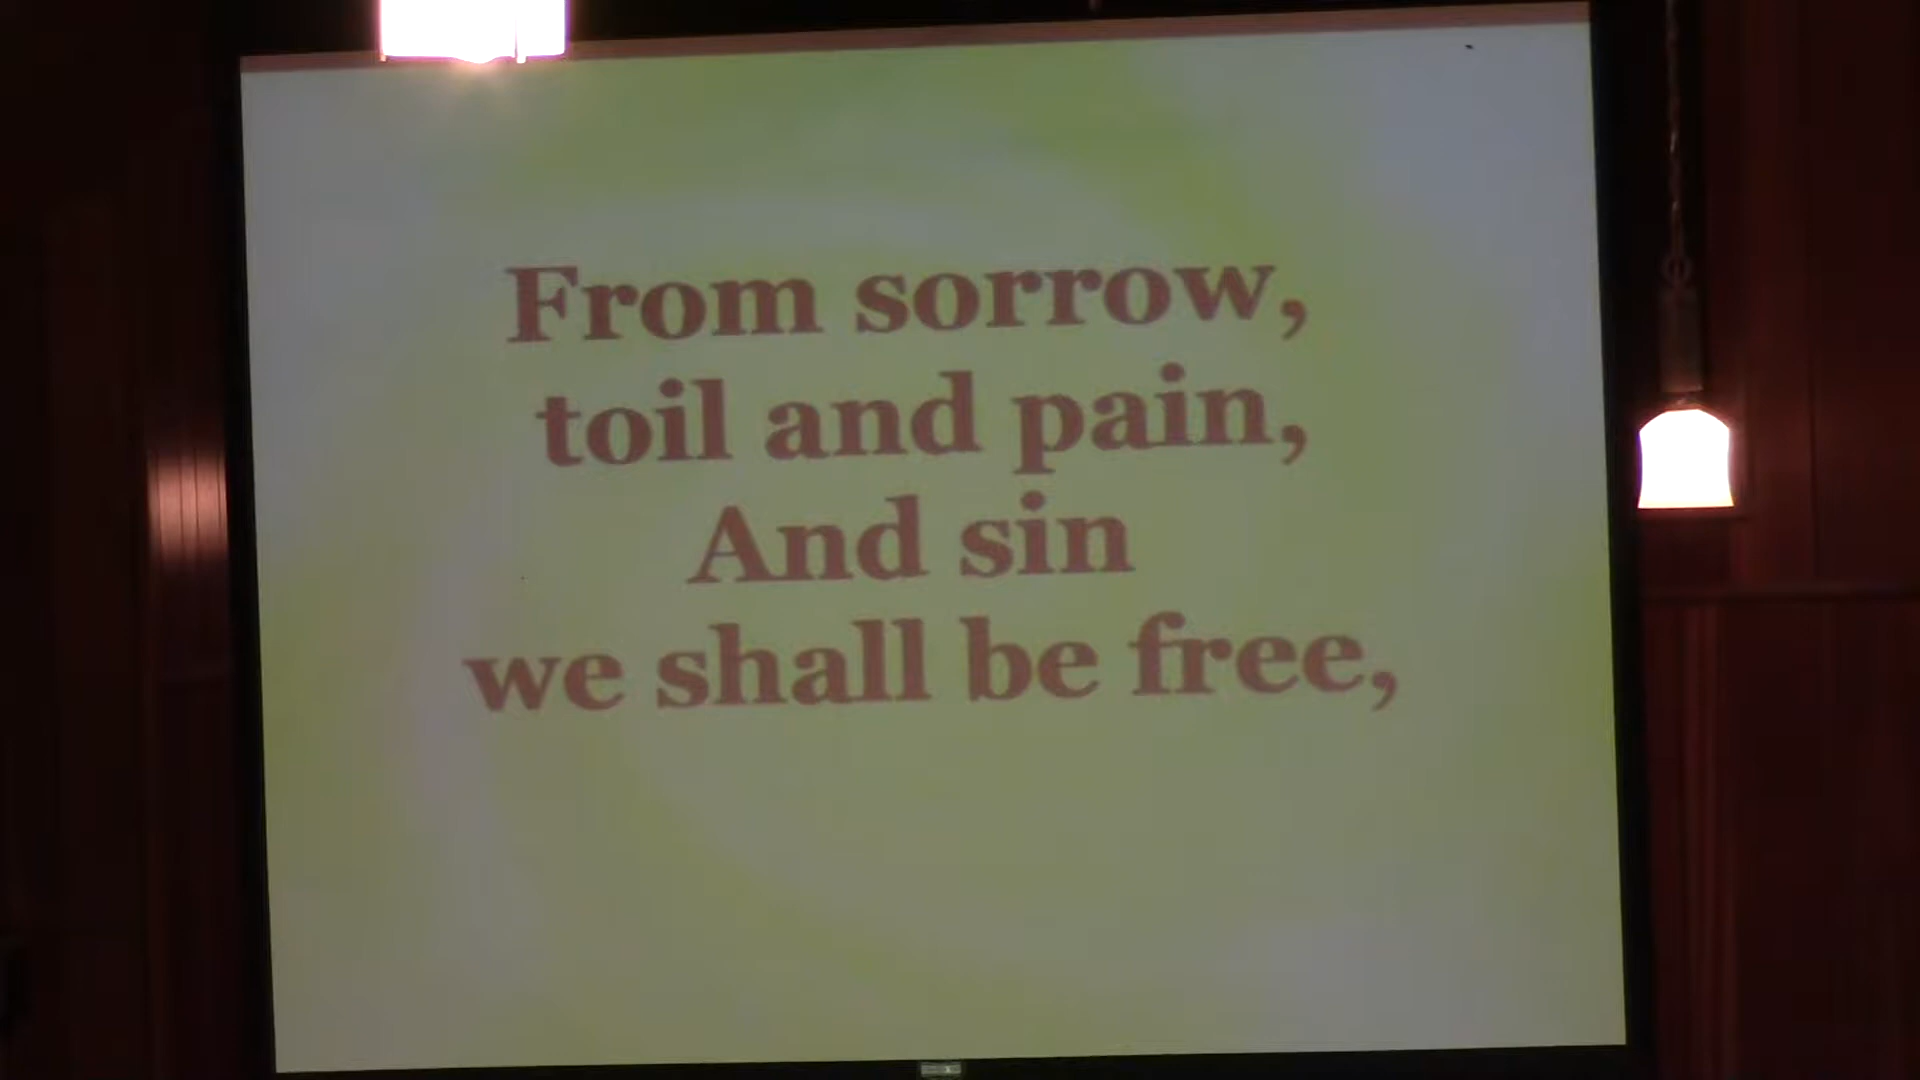 From sorrow,
toil and pain,
And sin
we shall be free,